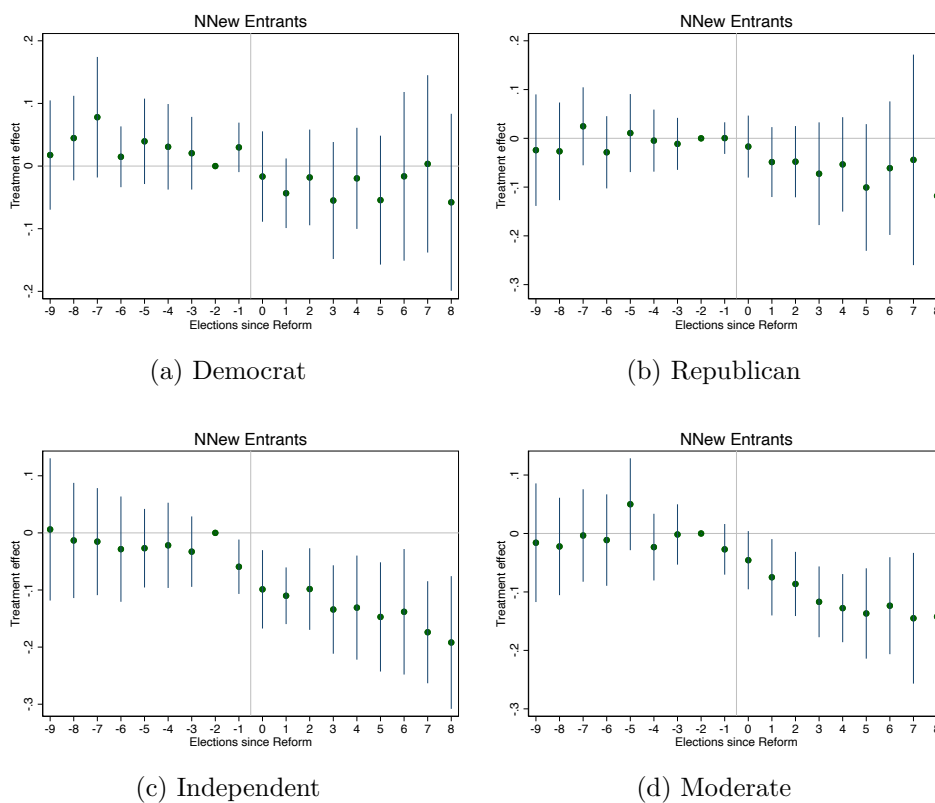 NNew Entrants
Treatment effect
.2
.1
0
-.1
-.2
-9 -8 -7 -6 -5 -4 -3 -2 -1 0 1 2 3 4 5 6 7 8
Elections since Reform
(a) Democrat
NNew Entrants
Treatment effect
.2
.1
0
-.1
-.2
-.3
-9 -8 -7 -6 -5 -4 -3 -2 -1 0 1 2 3 4 5 6 7 8
Elections since Reform
(b) Republican
NNew Entrants
Treatment effect
.1
0
-.1
-.2
-.3
-9 -8 -7 -6 -5 -4 -3 -2 -1 0 1 2 3 4 5 6 7 8
Elections since Reform
(c) Independent
NNew Entrants
Treatment effect
.1
0
-.1
-.2
-.3
-9 -8 -7 -6 -5 -4 -3 -2 -1 0 1 2 3 4 5 6 7 8
Elections since Reform
(d) Moderate